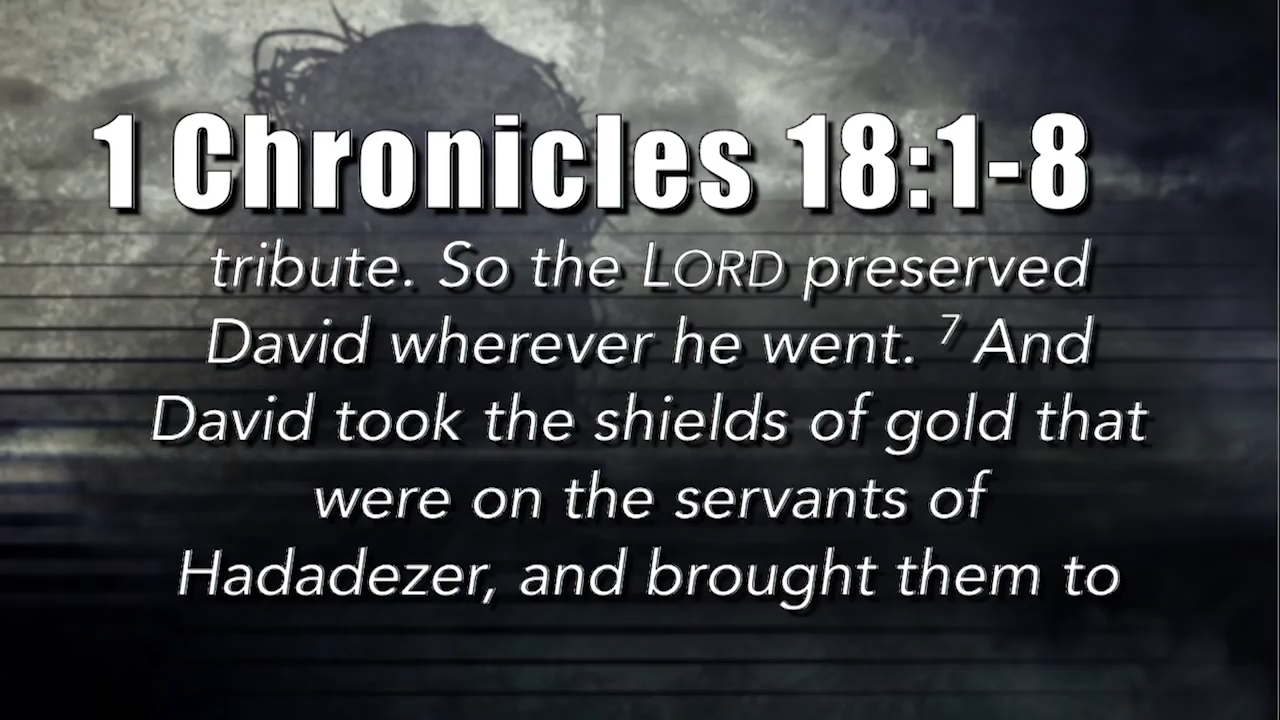 1 Chronicles 18:1-8
tribute. So the LORD preserved
David wherever he went. 7 And
David took the shields of gold that
were on the servants of
Hadadezer, and brought them to